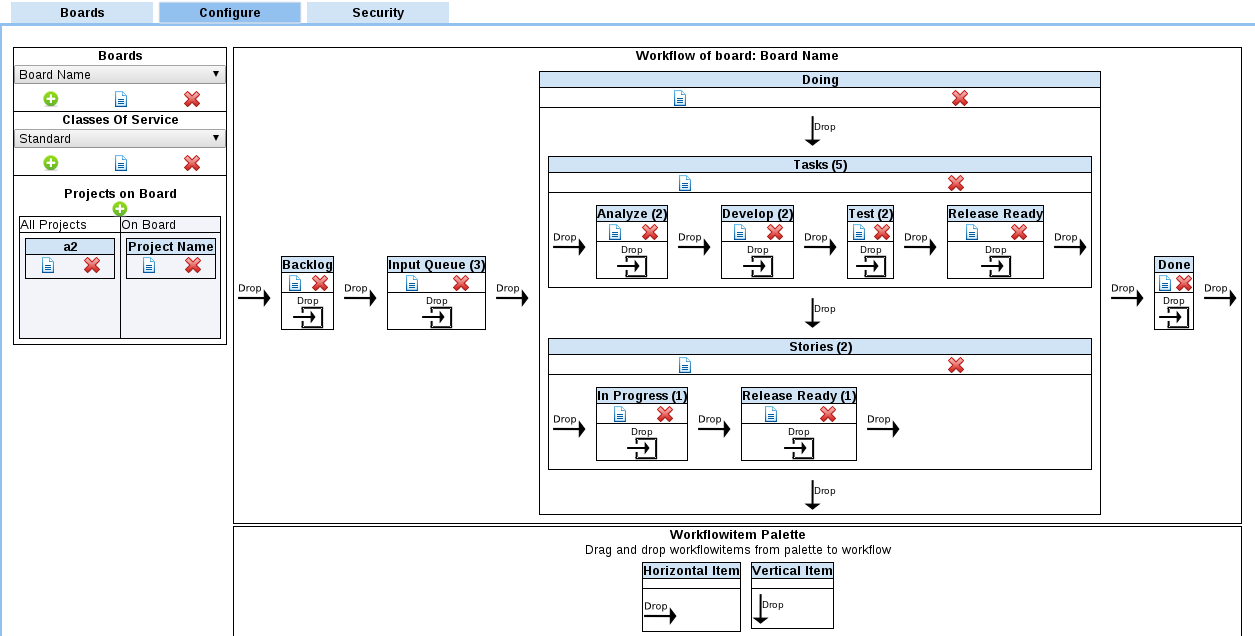 Boards
Configure
Security
Boards
Board Name
Classes Of Service
Standard
Projects on Board
All Projects
On Board
a2
Project Name
Workflow of board: Board Name
Drop
Backlog
Drop
Drop
Input Queue (3)
Drop
Drop
Doing
Drop
Tasks (5)
Drop
Analyze (2)
Drop
Drop
Develop (2)
Drop
Drop
Test (2)
Drop
Drop
Release Ready
Drop
Drop
Drop
Stories (2)
Drop
In Progress (1)
Drop
Drop
Release Ready (1)
Drop
Drop
Drop
Drop
Done
Drop
Drop
Workflowitem Palette
Drag and drop workflowitems from palette to workflow
Horizontal Item
Drop
Vertical Item
Drop